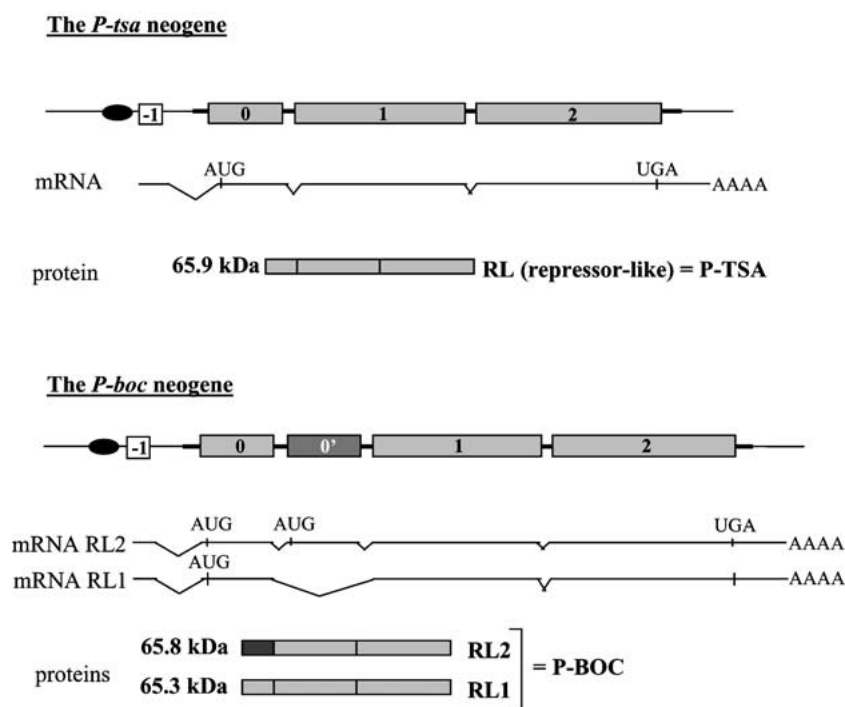 The P-tsa neogene
-1 0 1 2
AUG UGA
mRNA AAAA
protein 65.9 kDa RL (repressor-like) = P-TSA
The P-boc neogene
-1 0 0' 1 2
AUG AUG UGA
mRNA RL2 AAAA
AUG
mRNA RL1 AAAA
65.8 kDa RL2
proteins = P-BOC
65.3 kDa RL1